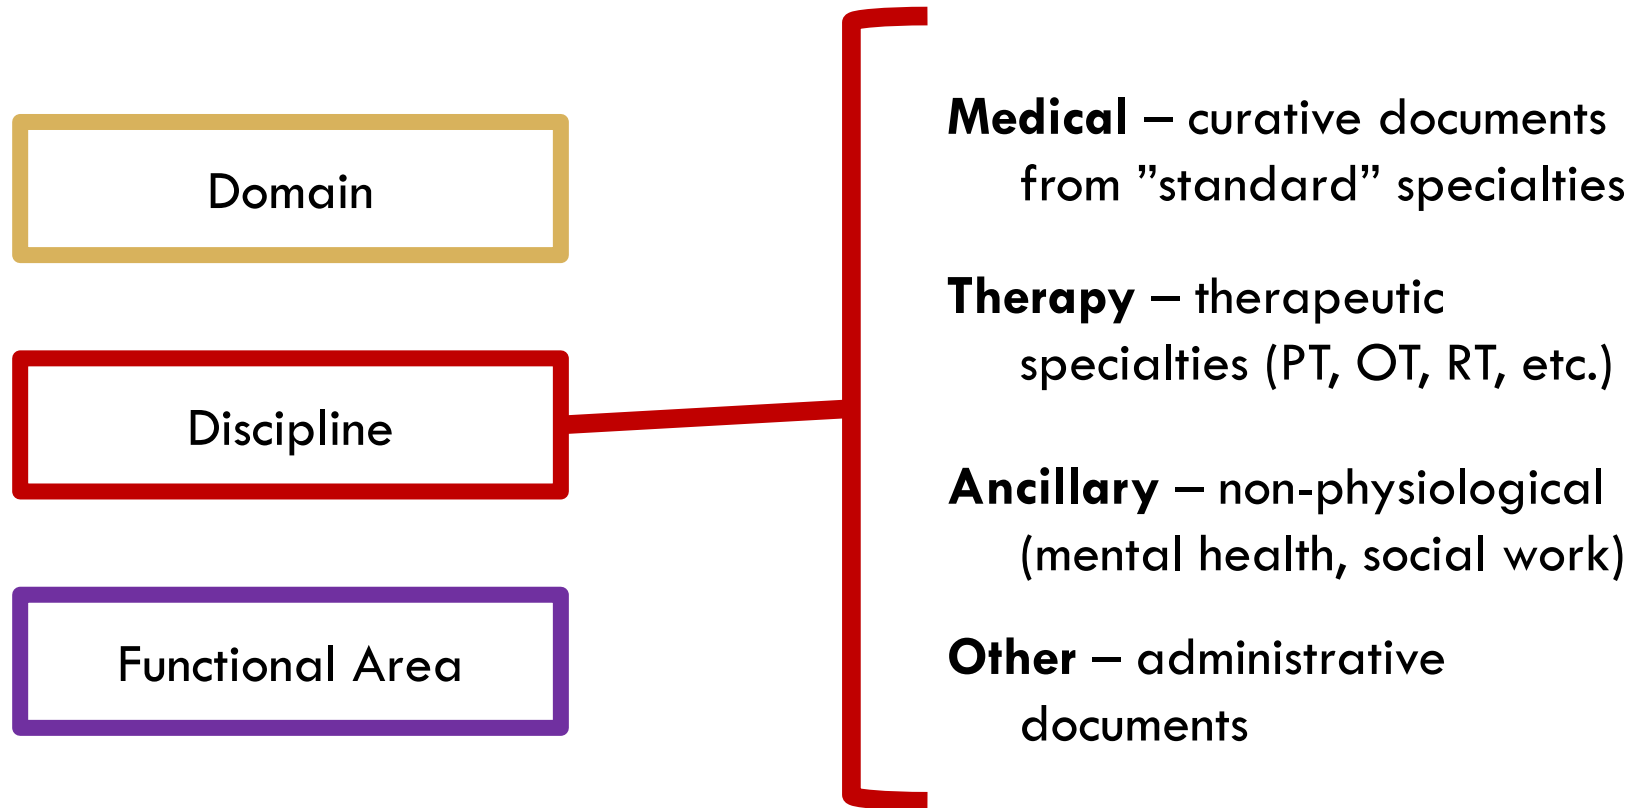 Domain
Discipline
Functional Area
Medical – curative documents
from ”standard” specialties
Therapy – therapeutic
specialties (PT, OT, RT, etc.)
Ancillary – non-physiological
(mental health, social work)
Other – administrative
documents